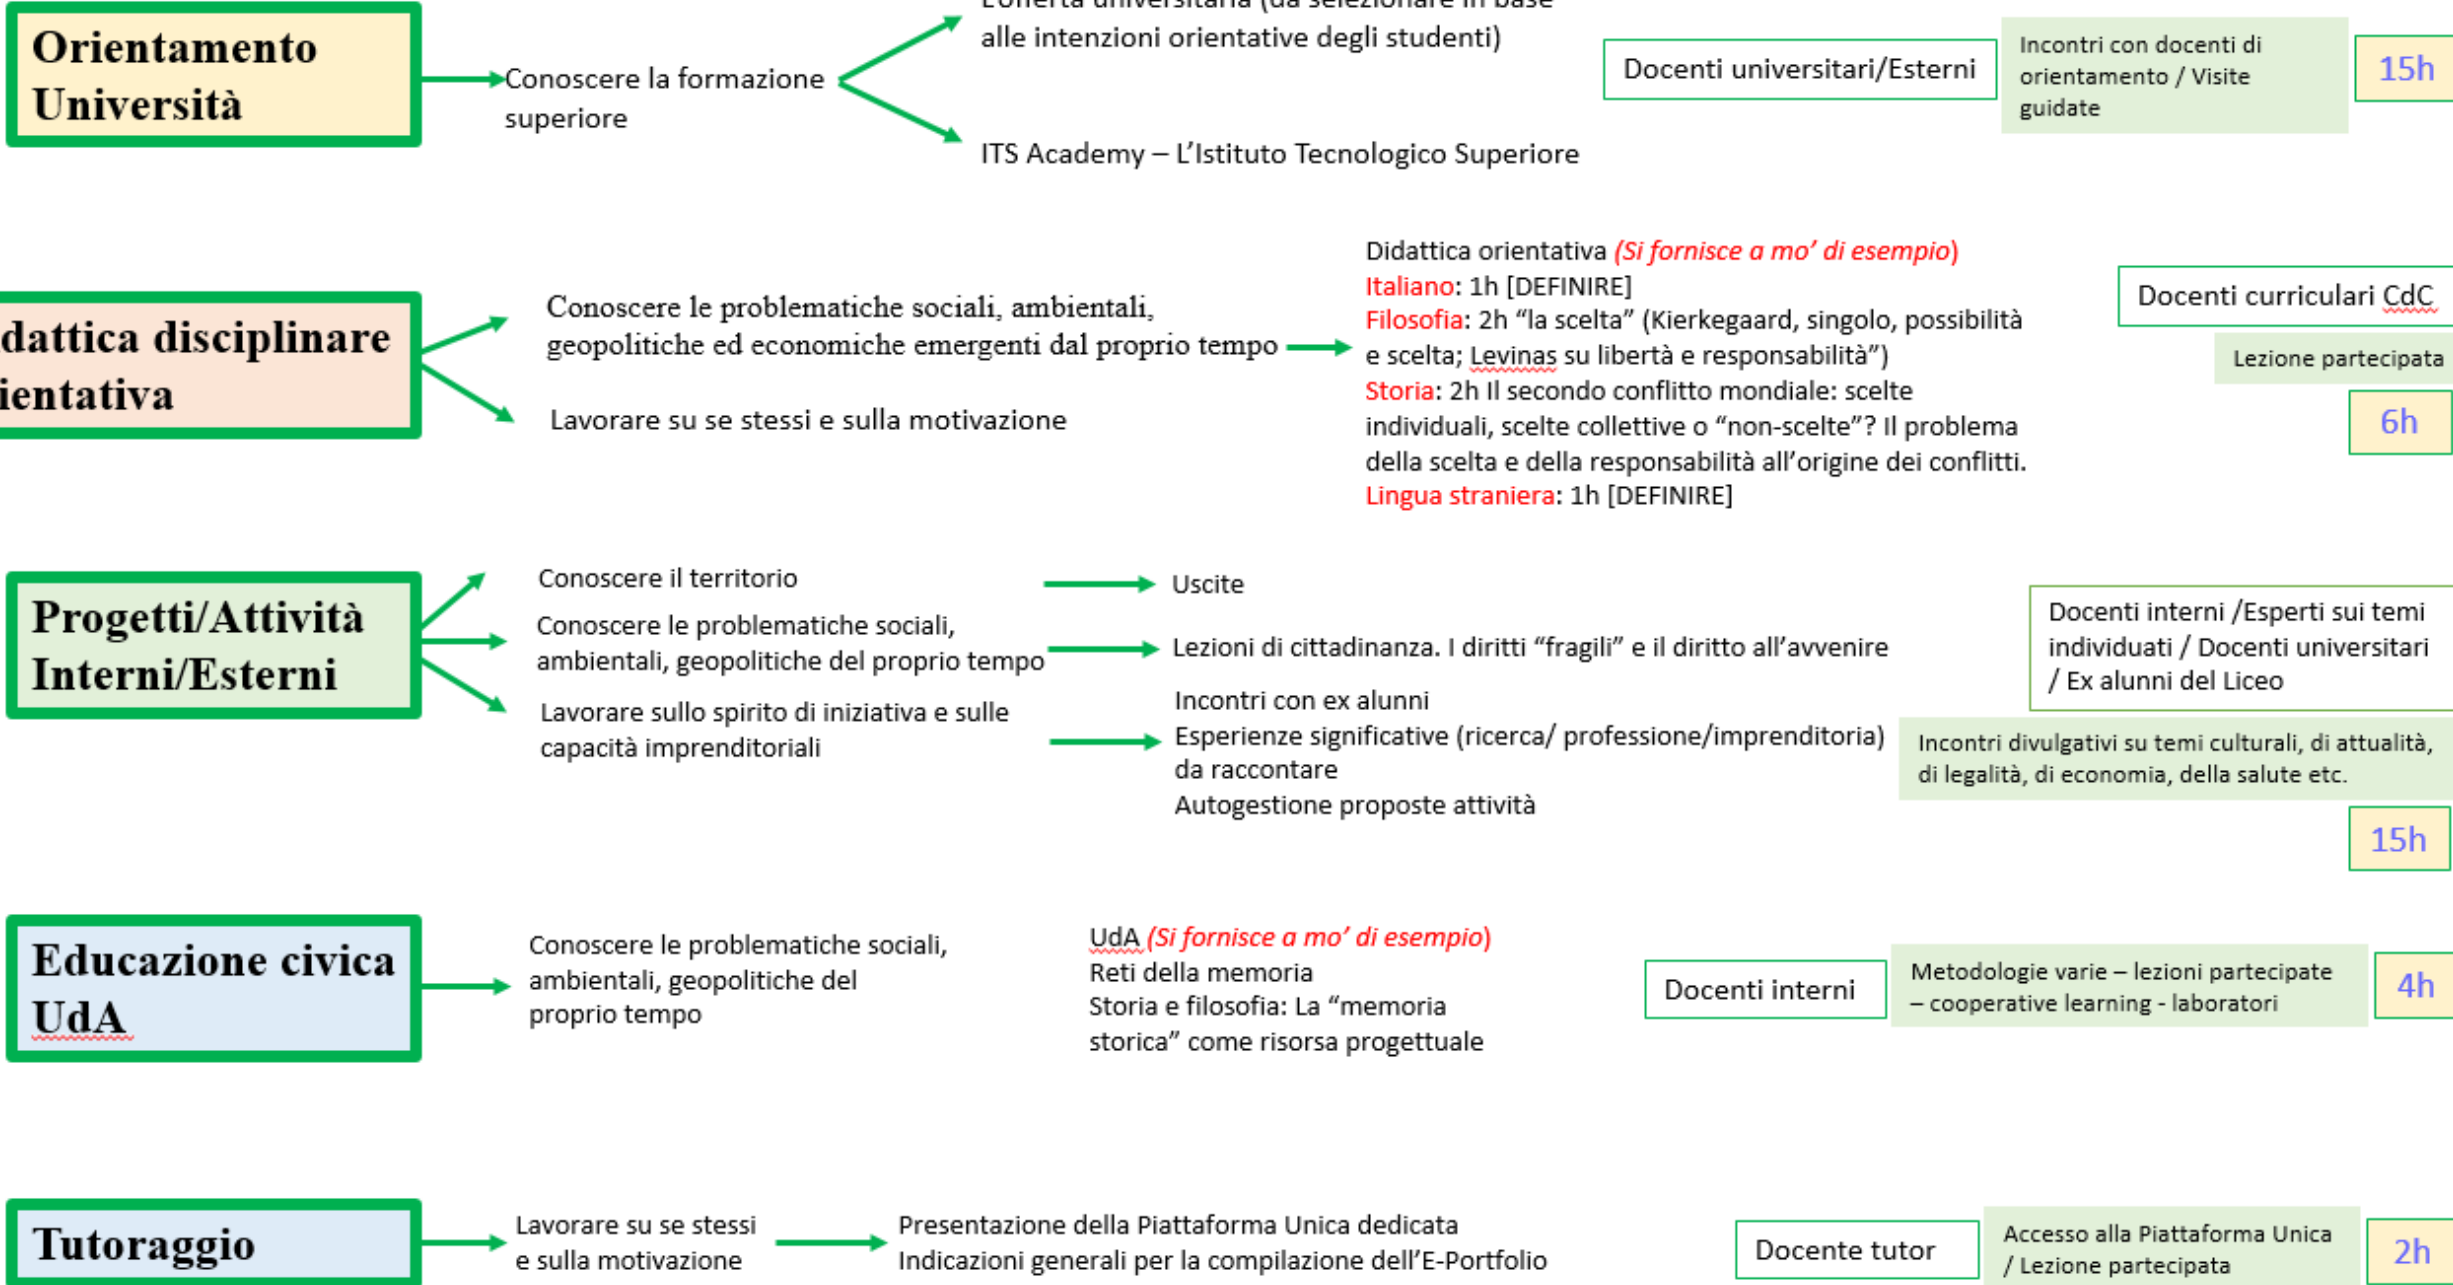 Orientamento
Università
Conoscere la formazione
superiore
L'offerta universitaria (da selezionare in base
alle intenzioni orientative degli studenti)
ITS Academy – L'Istituto Tecnologico Superiore
Docenti universitari/Esterni
Incontri con docenti di
orientamento / Visite
guidate
15h
dattica disciplinare
ientativa
Conoscere le problematiche sociali, ambientali,
geopolitiche ed economiche emergenti dal proprio tempo
Lavorare su se stessi e sulla motivazione
Didattica orientativa (Si fornisce a mo' di esempio)
Italiano: 1h [DEFINIRE]
Filosofia: 2h “la scelta” (Kierkegaard, singolo, possibilità
e scelta; Levinas su libertà e responsabilità”)
Storia: 2h Il secondo conflitto mondiale: scelte
individuali, scelte collettive o “non-scelte”? Il problema
della scelta e della responsabilità all'origine dei conflitti.
Lingua straniera: 1h [DEFINIRE]
Docenti curriculari CdC
Lezione partecipata
6h
Progetti/Attività
Interni/Esterni
Conoscere il territorio
Uscite
Conoscere le problematiche sociali,
ambientali, geopolitiche del proprio tempo
Lezioni di cittadinanza. I diritti “fragili” e il diritto all'avvenire
Lavorare sullo spirito di iniziativa e sulle
capacità imprenditoriali
Incontri con ex alunni
Esperienze significative (ricerca/ professione/imprenditoria)
da raccontare
Autogestione proposte attività
Docenti interni /Esperti sui temi
individuati / Docenti universitari
/ Ex alunni del Liceo
Incontri divulgativi su temi culturali, di attualità,
di legalità, di economia, della salute etc.
15h
Educazione civica
UdA
Conoscere le problematiche sociali,
ambientali, geopolitiche del
proprio tempo
UdA (Si fornisce a mo' di esempio)
Reti della memoria
Storia e filosofia: La “memoria
storica” come risorsa progettuale
Docenti interni
Metodologie varie – lezioni partecipate
– cooperative learning - laboratori
4h
Tutoraggio
Lavorare su se stessi
e sulla motivazione
Presentazione della Piattaforma Unica dedicata
Indicazioni generali per la compilazione dell'E-Portfolio
Docente tutor
Accesso alla Piattaforma Unica
/ Lezione partecipata
2h